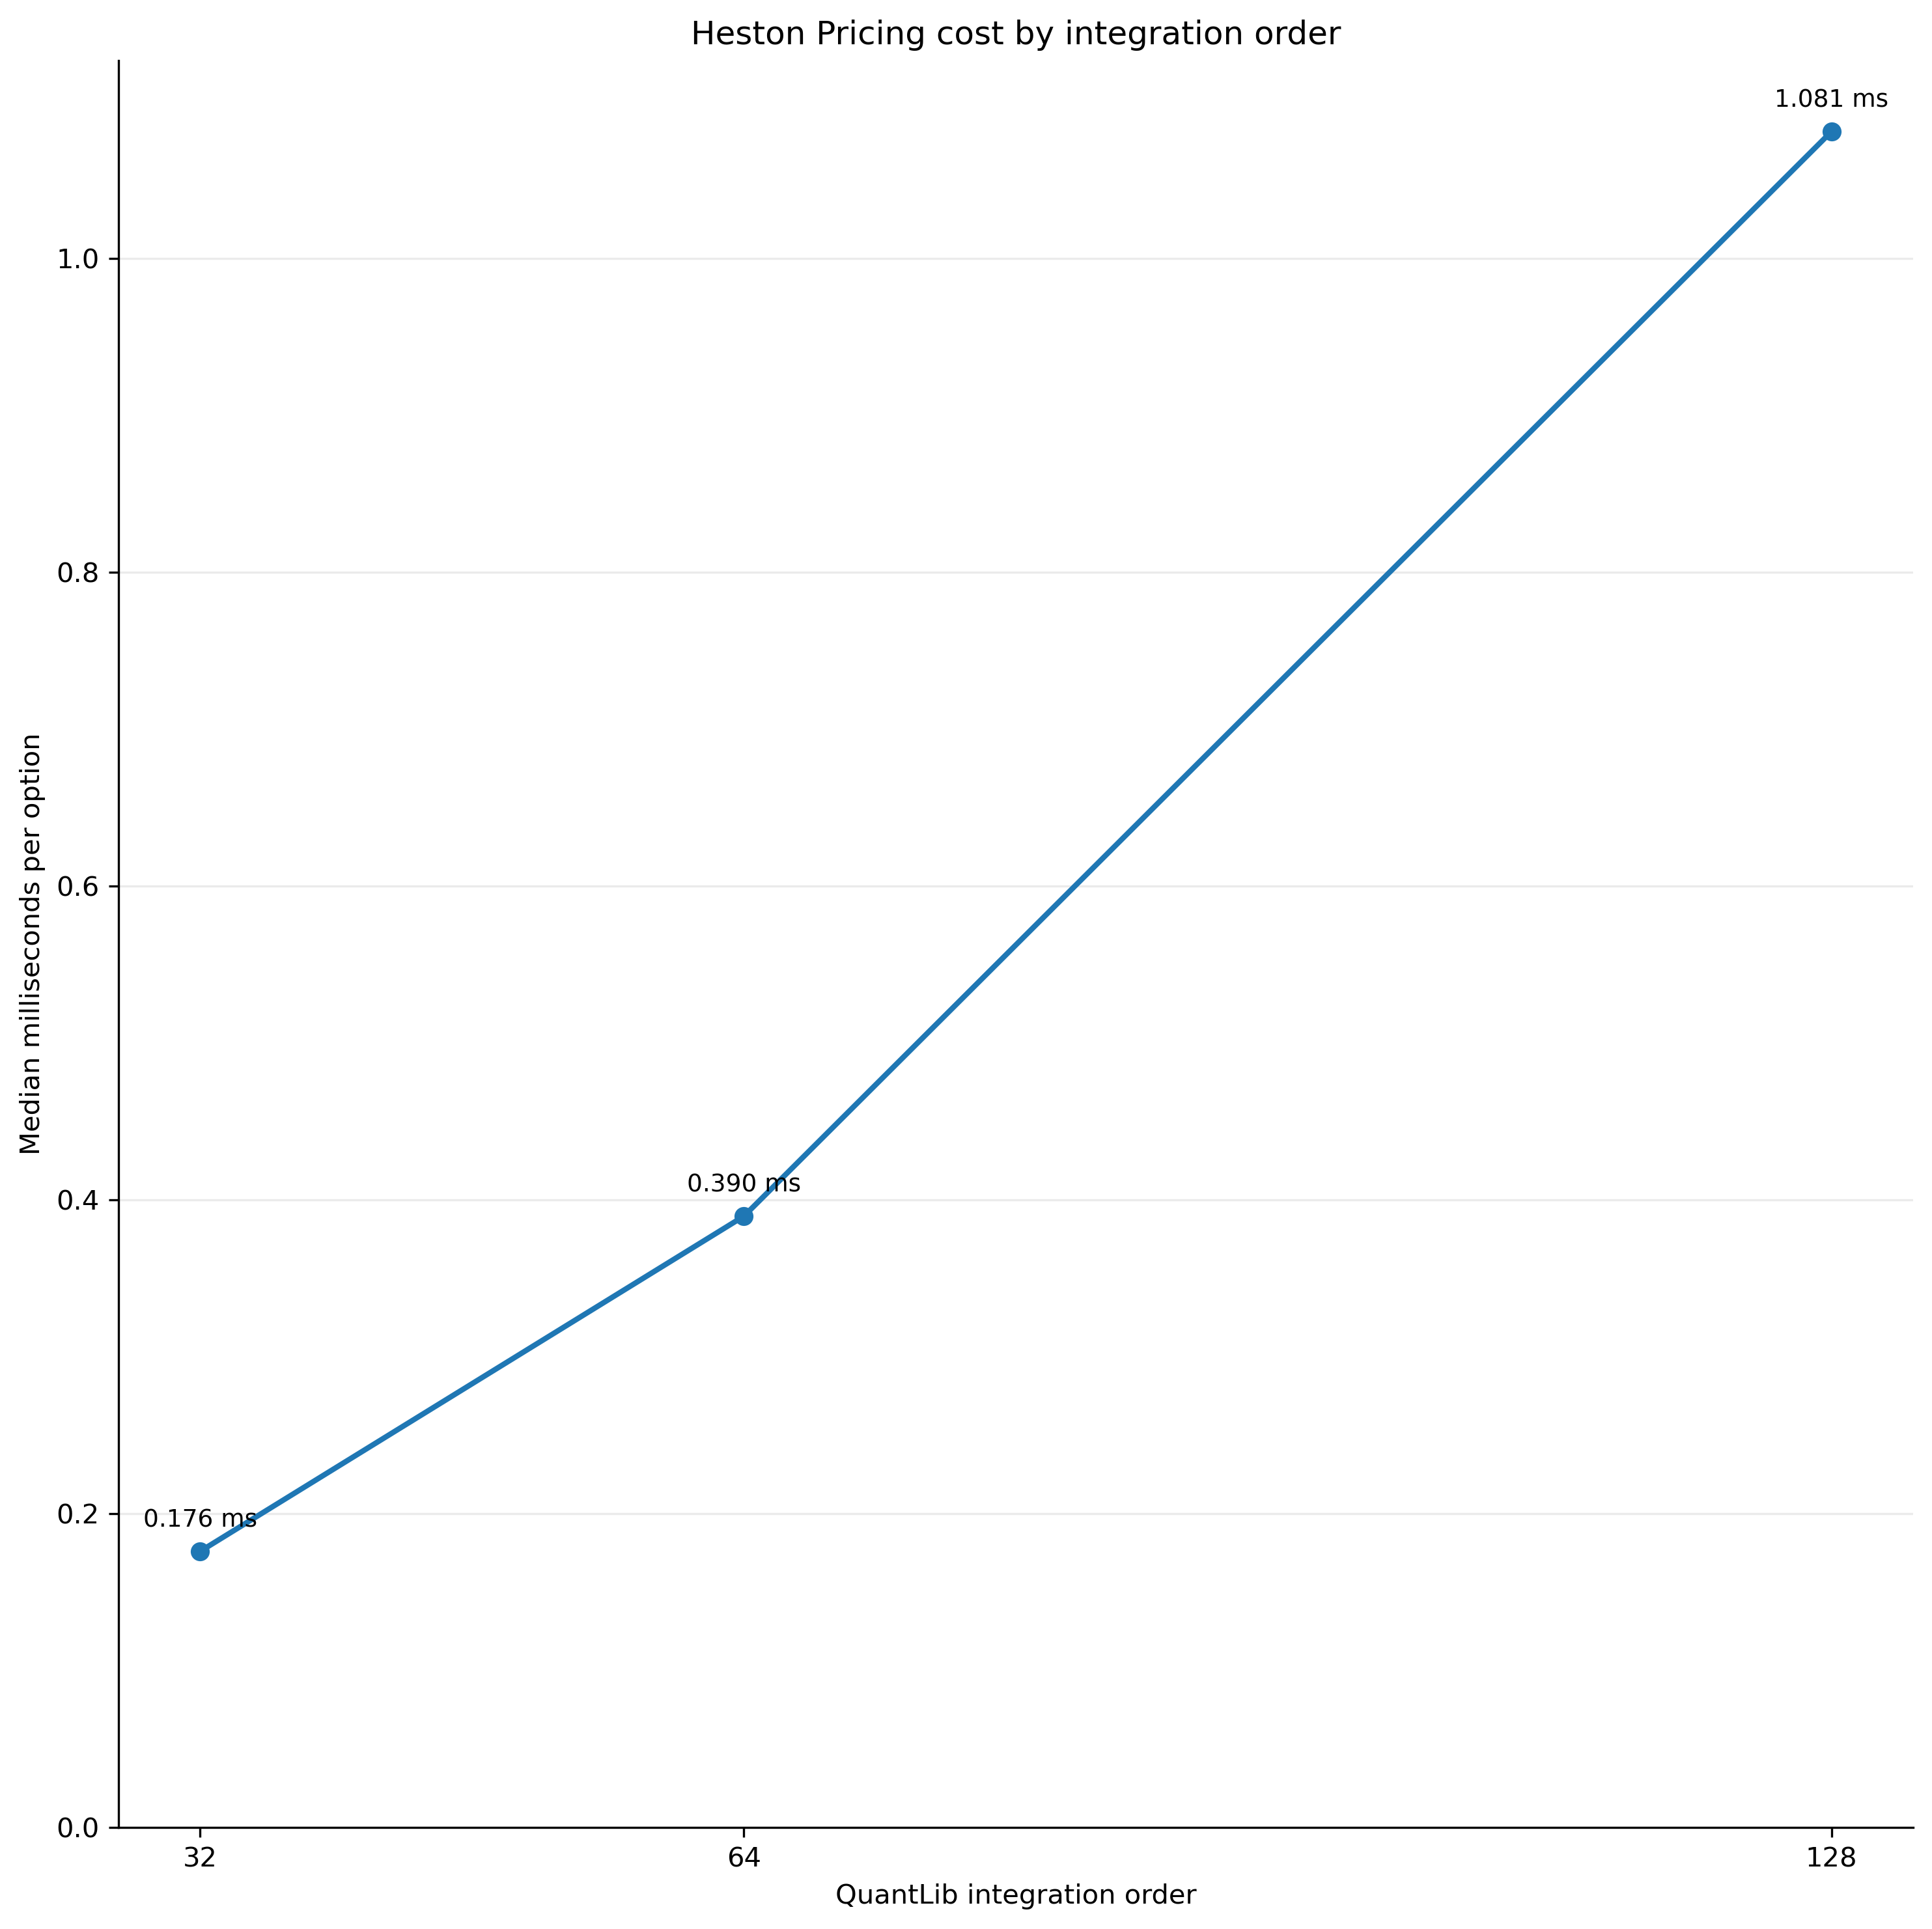 Heston Pricing cost by integration order
1.081 ms
1.0
0.8
Median milliseconds per option
0.6
0.390 ms
0.4
0.176 ms
0.2
0.0
32 64 128
QuantLib integration order